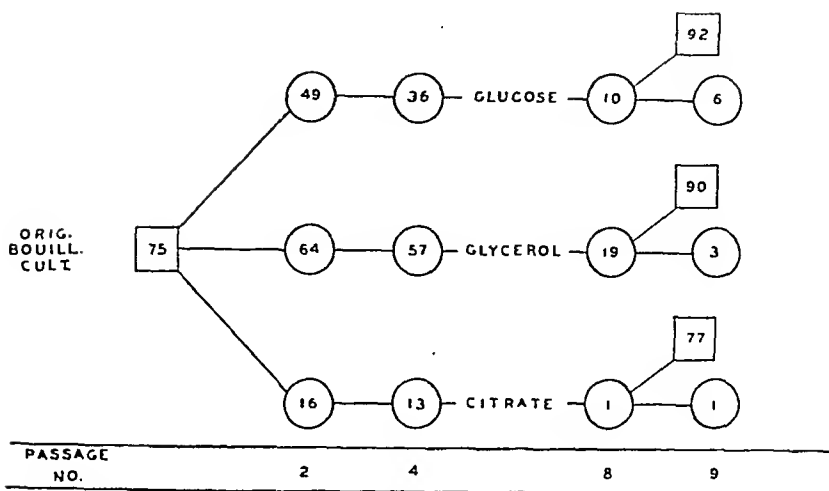 92
49 36 GLUCOSE 10 6
90
ORIG.
BOUILL.
CULT.
75 64 57 GLYCEROL 19 3
77
16 13 CITRATE 1 1
PASSAGE
NO.
2 4 8 9